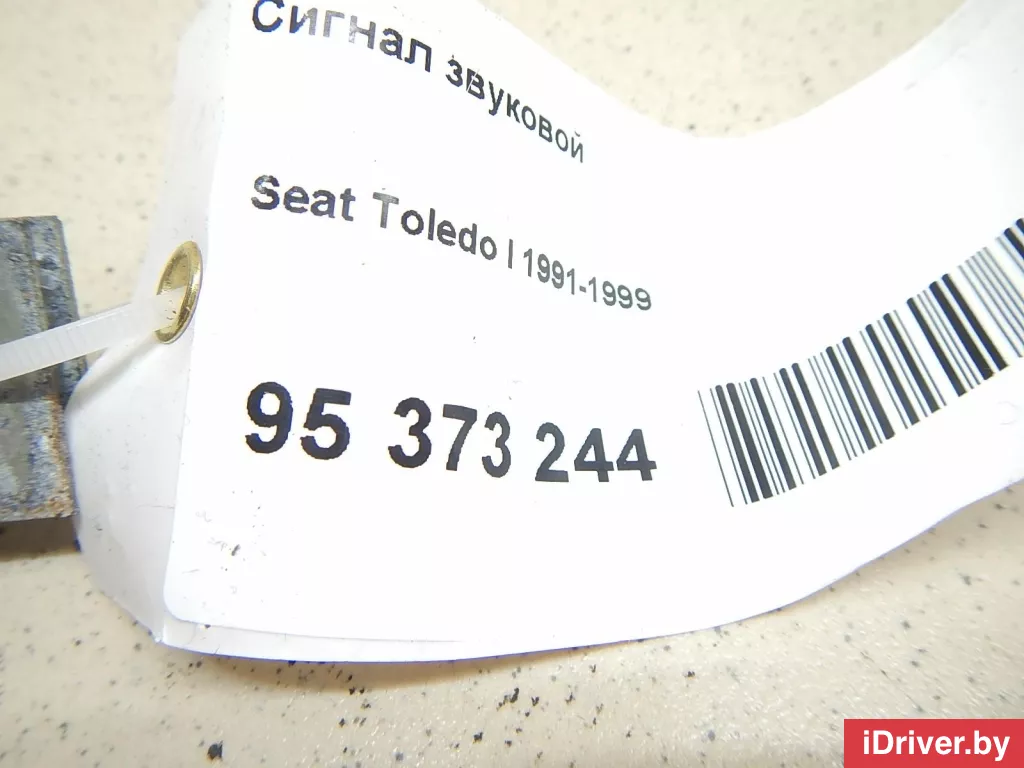 Сигнал звуковой
Seat Toledo I 1991-1999
95 373 244
iDriver.by